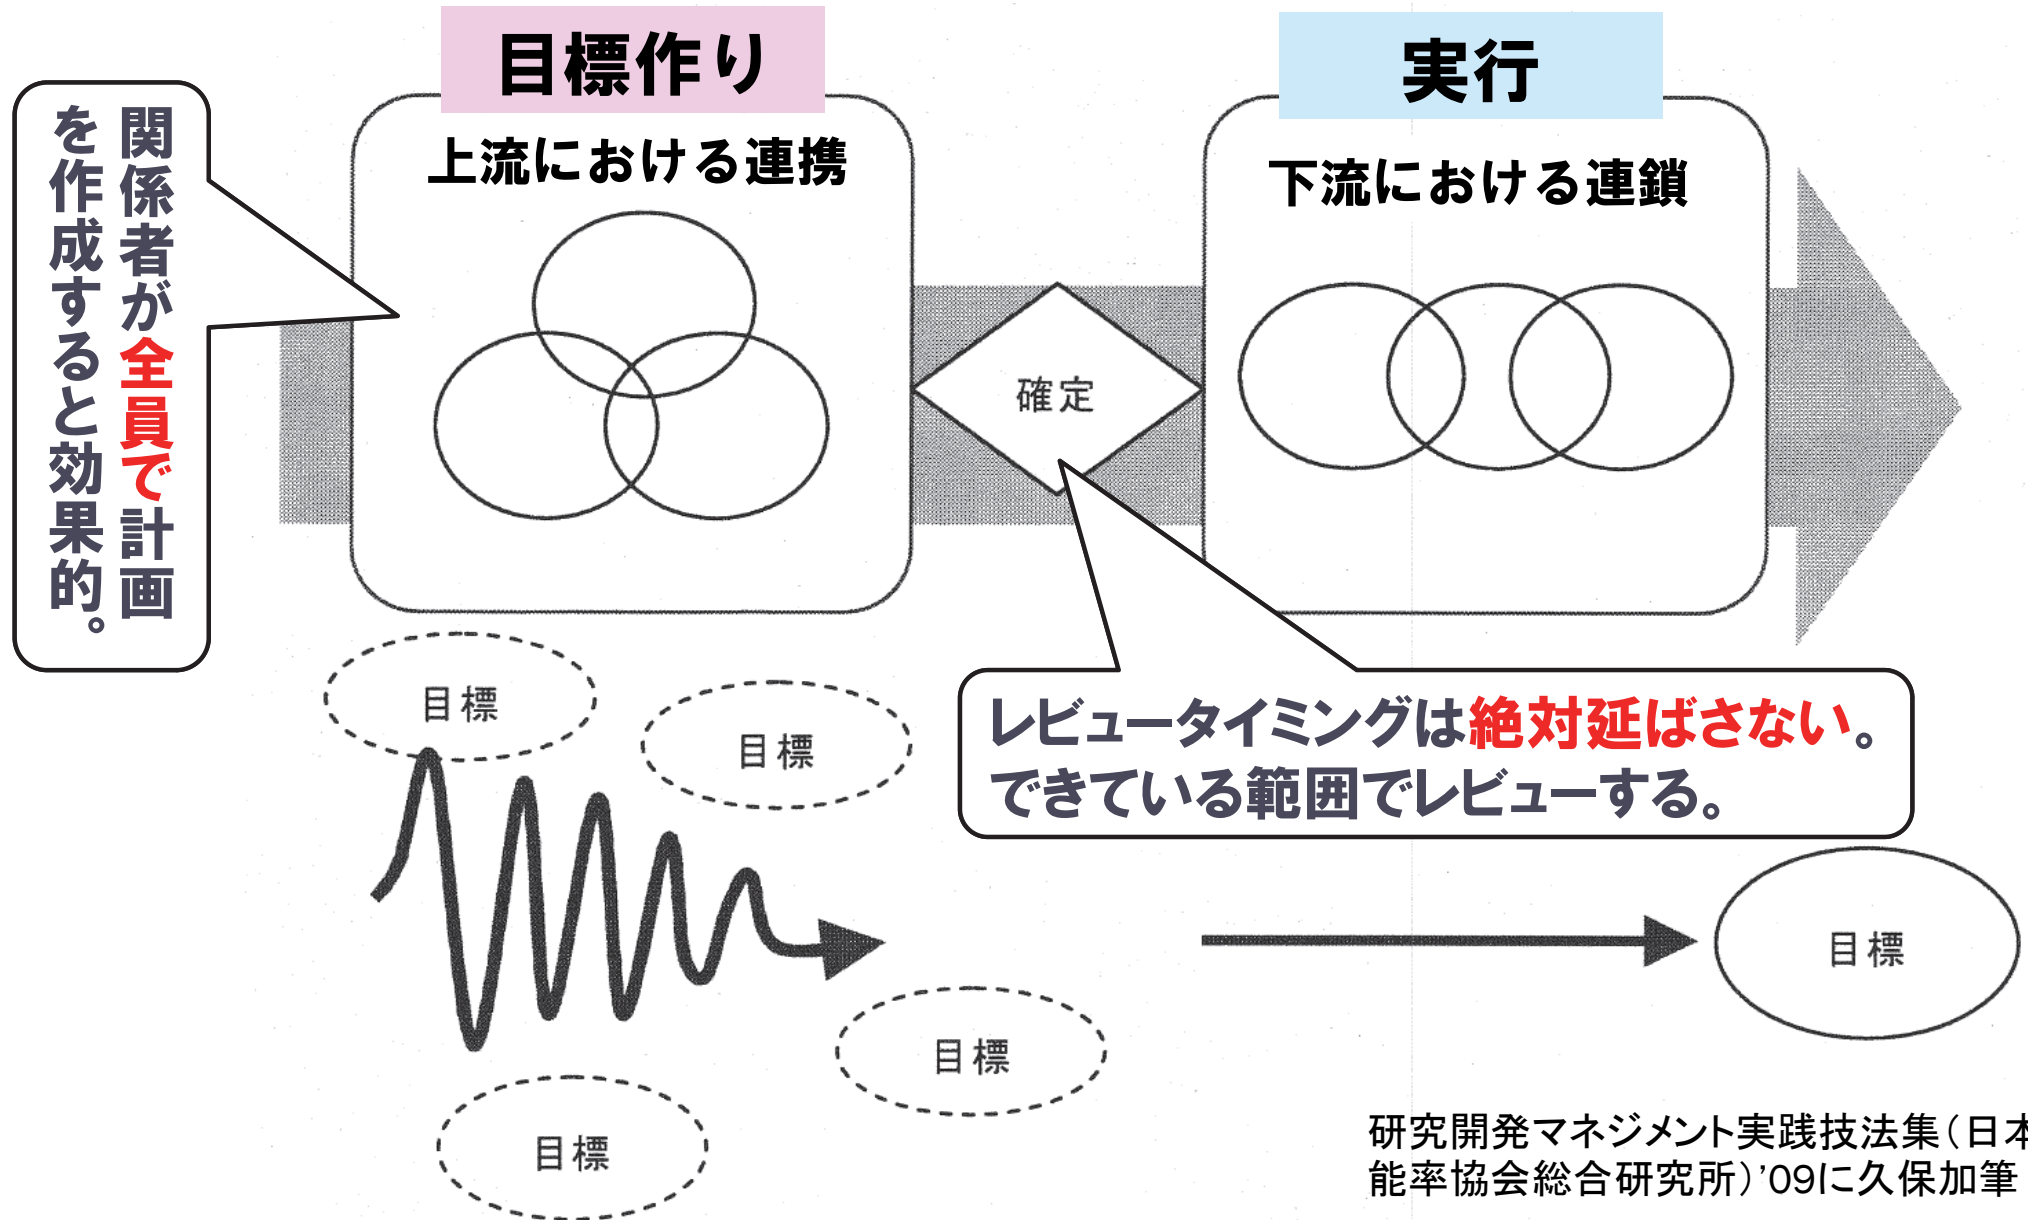 目標作り
実行
関係者が全員で計画
を作成すると効果的。
上流における連携
下流における連鎖
確定
目標
目標
レビュータイミングは絶対延ばさない。
できている範囲でレビューする。
目標
目標
目標
研究開発マネジメント実践技法集(日本
能率協会総合研究所)’09に久保加筆